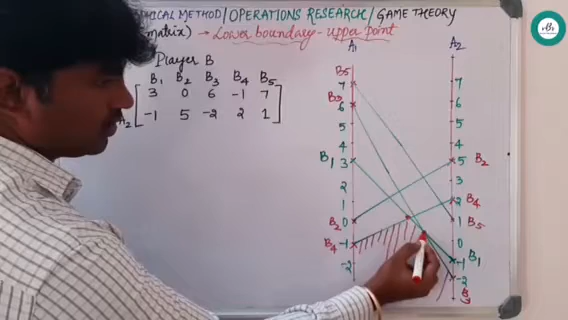 METHOD/OPERATIONS RESEARCH/GAME THEORY
matrix) → Lower boundary - upper point
A1 A2
Player B
B1 B2 B3 B4 B5
3 0 6 -1 7
A2 -1 5 -2 2 1
B5
7 7
B3 6 6
5 5 B2
4 4
B1 3 3
2 2 B4
1 1 B5
B2 0 0
B4 -1 -1 B1
-2 -2
B3